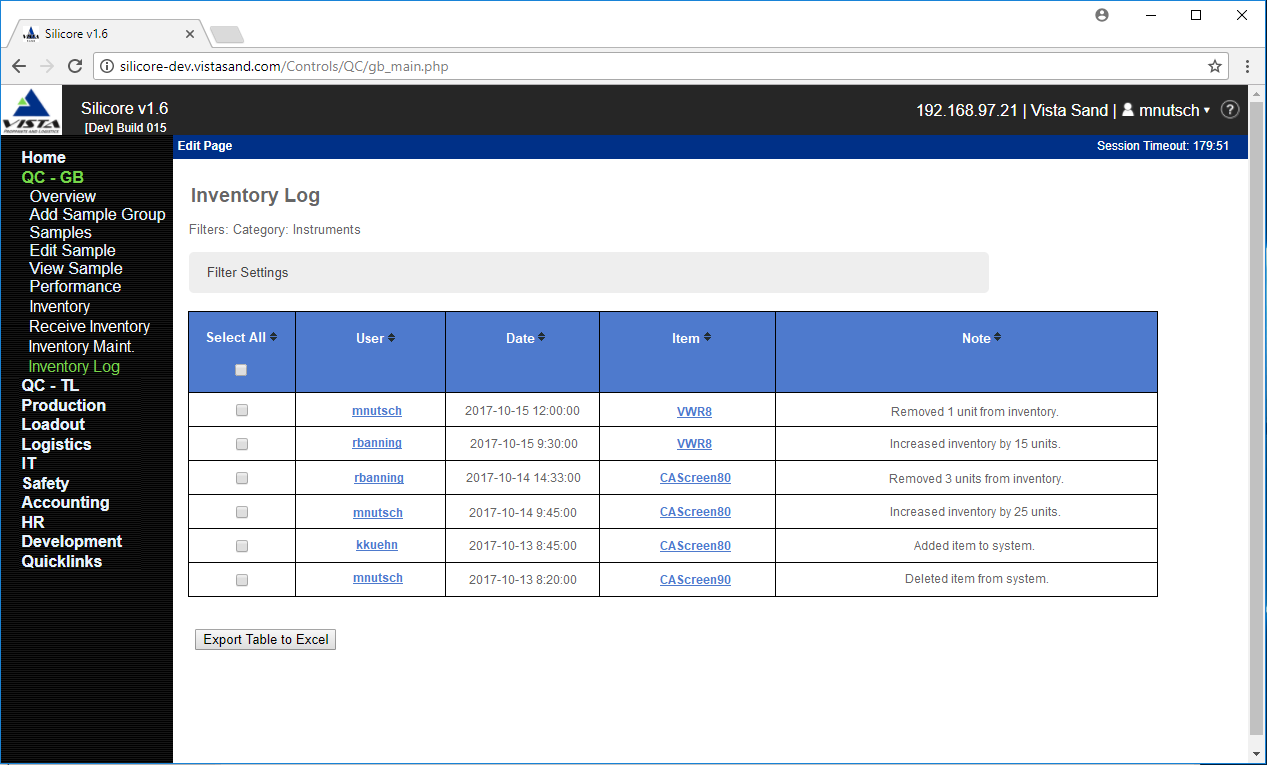 Silicore v1.6
silicore-dev.vistasand.com/Controls/QC/gb_main.php
VISTA
PROPPANTS AND LOGISTICS
Silicore v1.6
[Dev] Build 015
192.168.97.21 | Vista Sand | mnutsch ?
Edit Page
Session Timeout: 179:51
Home
QC - GB
Overview
Add Sample Group
Samples
Edit Sample
View Sample
Performance
Inventory
Receive Inventory
Inventory Maint.
Inventory Log
QC - TL
Production
Loadout
Logistics
IT
Safety
Accounting
HR
Development
Quicklinks
Inventory Log
Filters: Category: Instruments
Filter Settings
Select All User Date Item Note
mnutsch 2017-10-15 12:00:00 VWR8 Removed 1 unit from inventory.
rbanning 2017-10-15 9:30:00 VWR8 Increased inventory by 15 units.
rbanning 2017-10-14 14:33:00 CAScreen80 Removed 3 units from inventory.
mnutsch 2017-10-14 9:45:00 CAScreen80 Increased inventory by 25 units.
kkuehn 2017-10-13 8:45:00 CAScreen80 Added item to system.
mnutsch 2017-10-13 8:20:00 CAScreen90 Deleted item from system.
Export Table to Excel